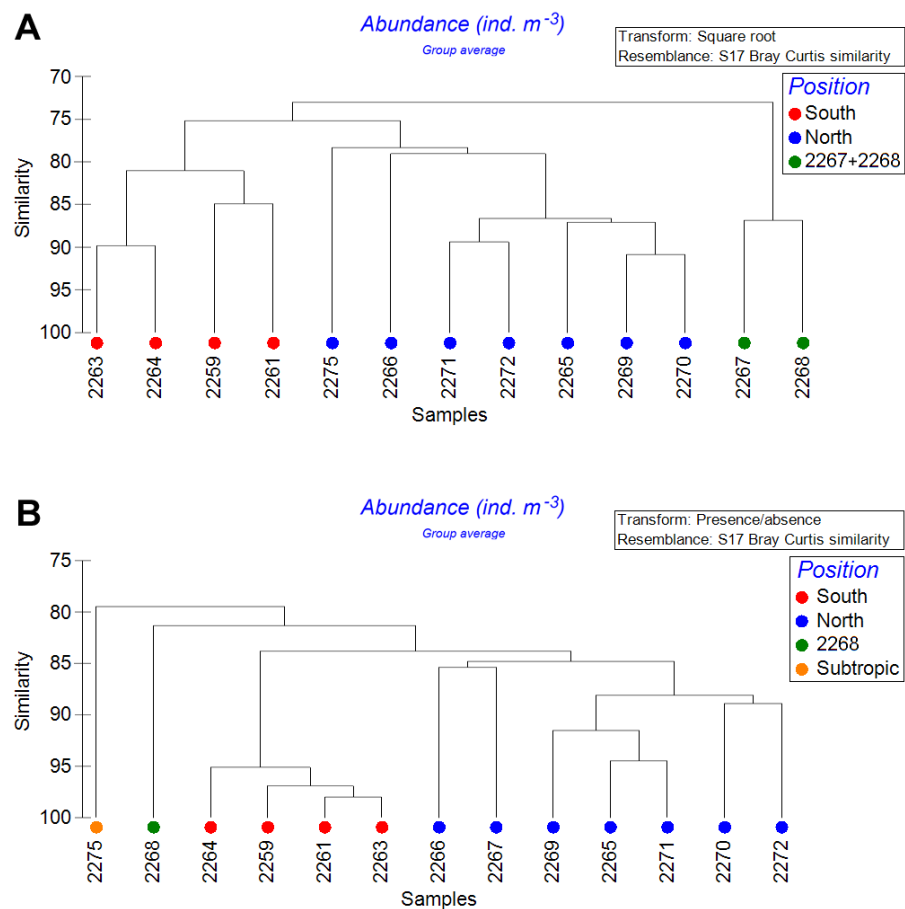 A
Abundance (ind. m-3)
Group average
Transform: Square root
Resemblance: S17 Bray Curtis similarity
Position
South
North
2267+2268
Similarity
70
75
80
85
90
95
100
2263
2264
2259
2261
2275
2266
2271
2272
2265
2269
2270
2267
2268
Samples
B
Abundance (ind. m-3)
Group average
Transform: Presence/absence
Resemblance: S17 Bray Curtis similarity
Position
South
North
2268
Subtropic
Similarity
75
80
85
90
95
100
2275
2268
2264
2259
2261
2263
2266
2267
2269
2265
2271
2270
2272
Samples